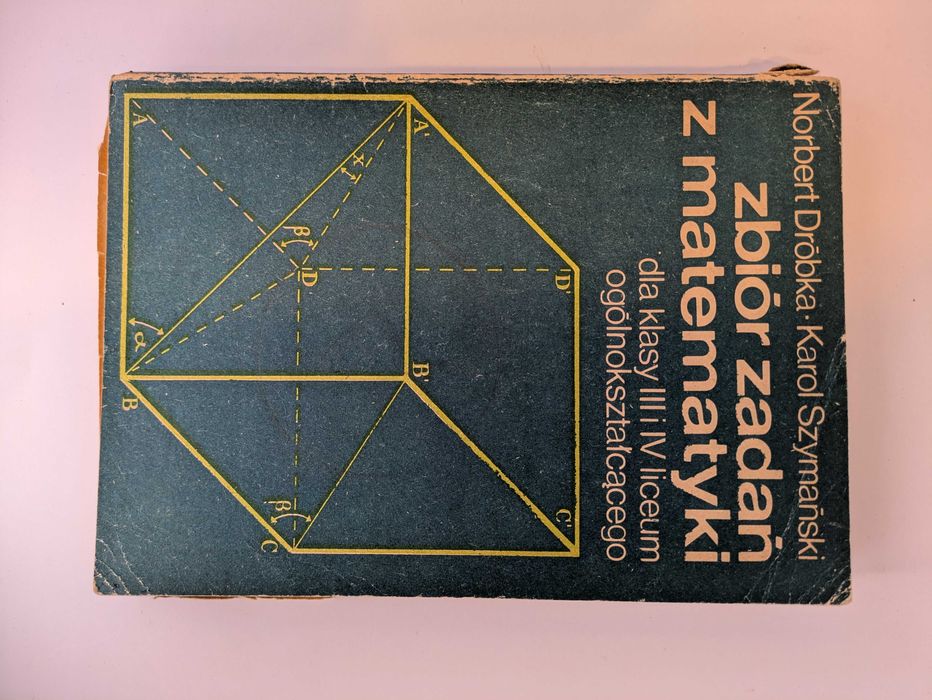 Norbert Dróbka · Karol Szymański
zbiór zadań
z matematyki
dla klasy III i IV liceum
ogólnokształcącego
D' C'
A' B'
x
D
β
β
C
A α B